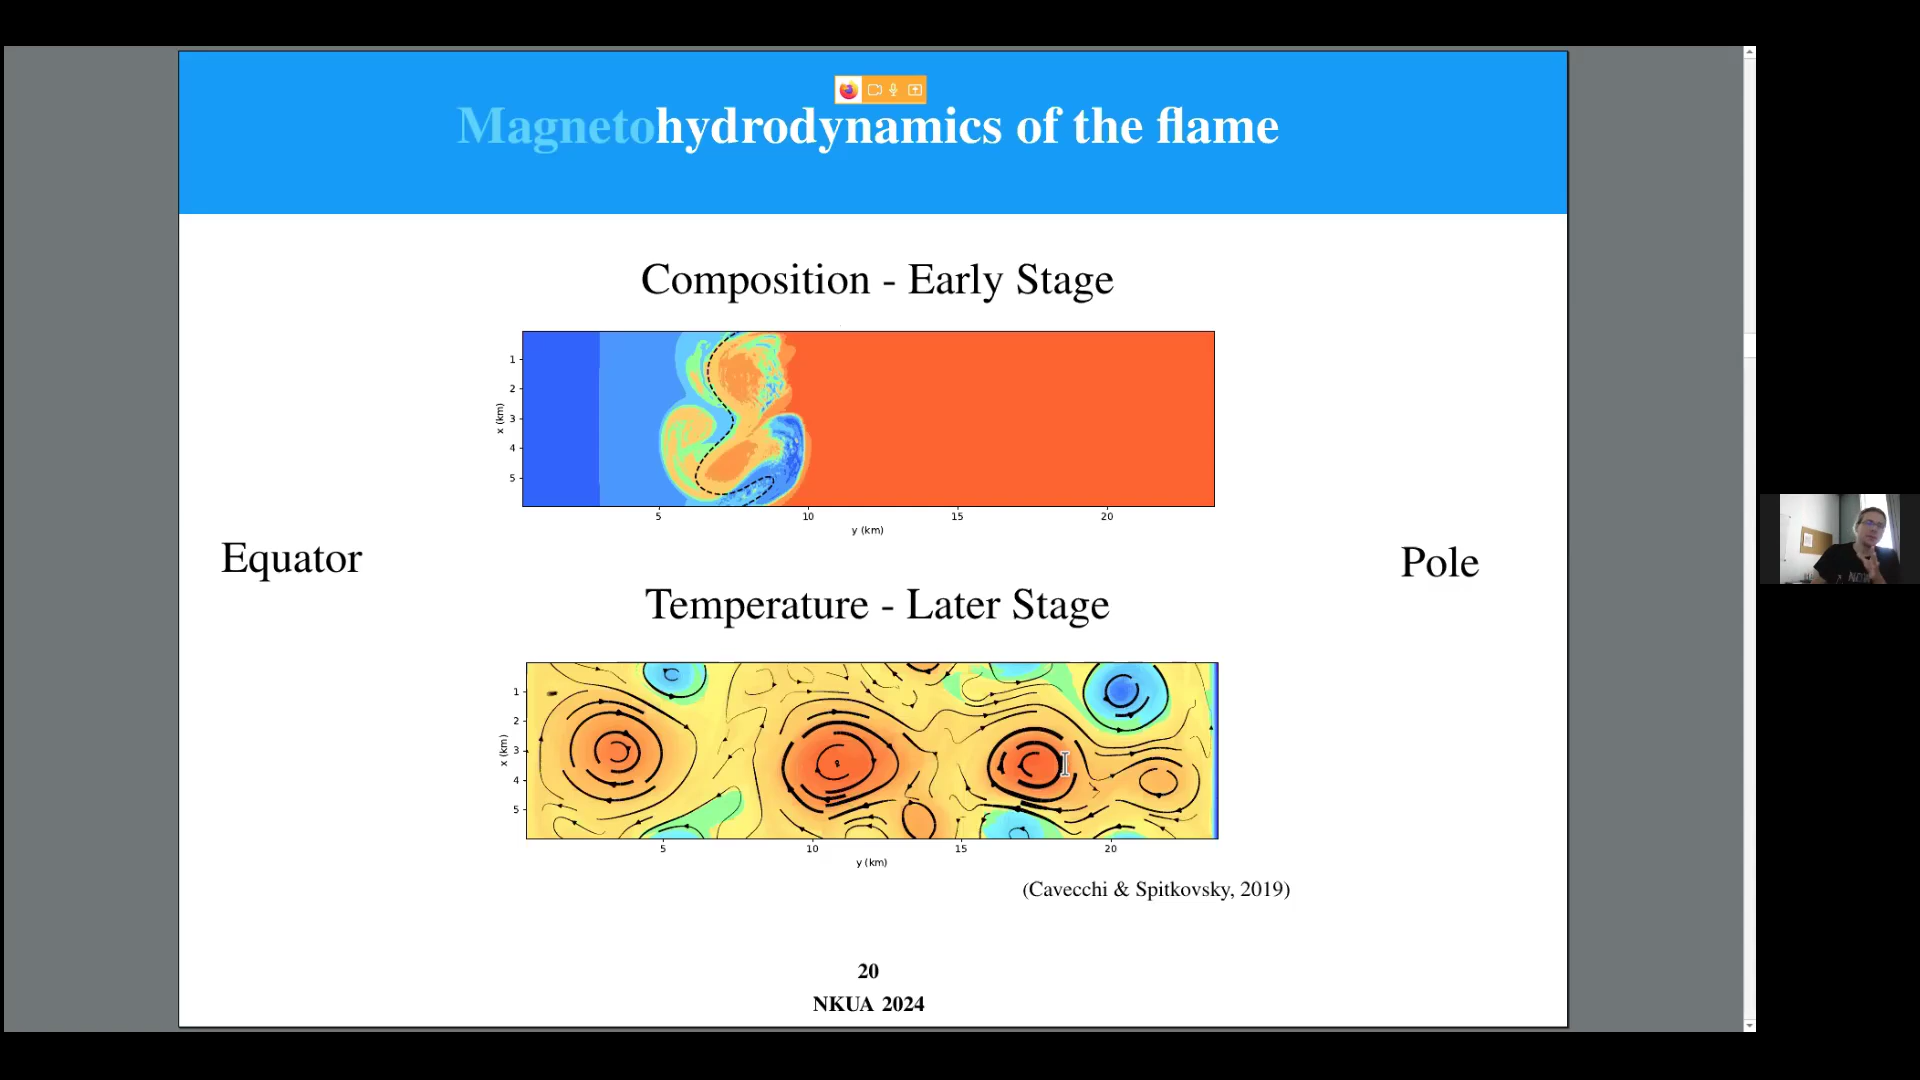 Magnetohydrodynamics of the flame
Composition - Early Stage
1
2
3
4
5
x (km)
5
10
15
20
y (km)
Equator
Pole
Temperature - Later Stage
1
2
3
4
5
x (km)
5
10
15
20
y (km)
(Cavecchi & Spitkovsky, 2019)
20
NKUA 2024